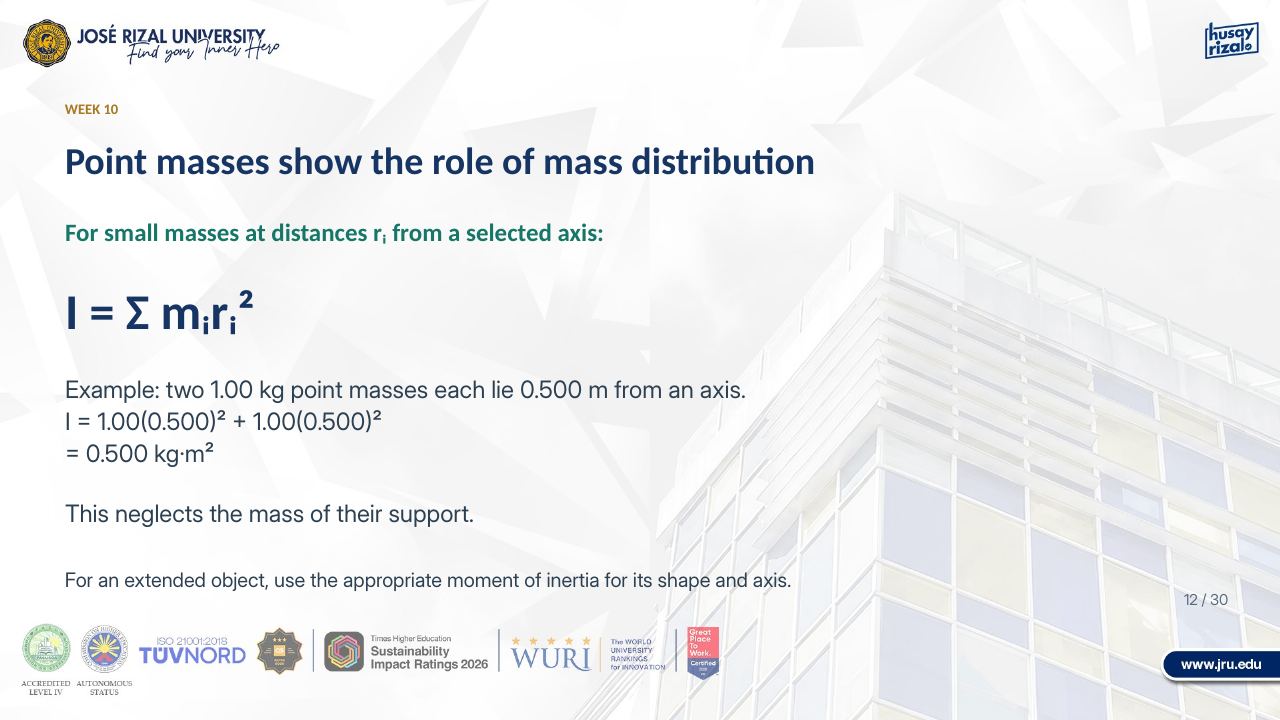 JOSÉ RIZAL UNIVERSITY
Find your Inner Hero
husay
rizal
WEEK 10
Point masses show the role of mass distribution
For small masses at distances rᵢ from a selected axis:
I = Σ mᵢrᵢ²
Example: two 1.00 kg point masses each lie 0.500 m from an axis.
I = 1.00(0.500)² + 1.00(0.500)²
= 0.500 kg·m²
This neglects the mass of their support.
For an extended object, use the appropriate moment of inertia for its shape and axis.
12 / 30
ACCREDITED
LEVEL IV
AUTONOMOUS
STATUS
ISO 21001:2018
TÜVNORD
Times Higher Education
Sustainability
Impact Ratings 2026
WURI
The WORLD
UNIVERSITY
RANKINGS
for INNOVATION
Great
Place
To
Work.
Certified
www.jru.edu